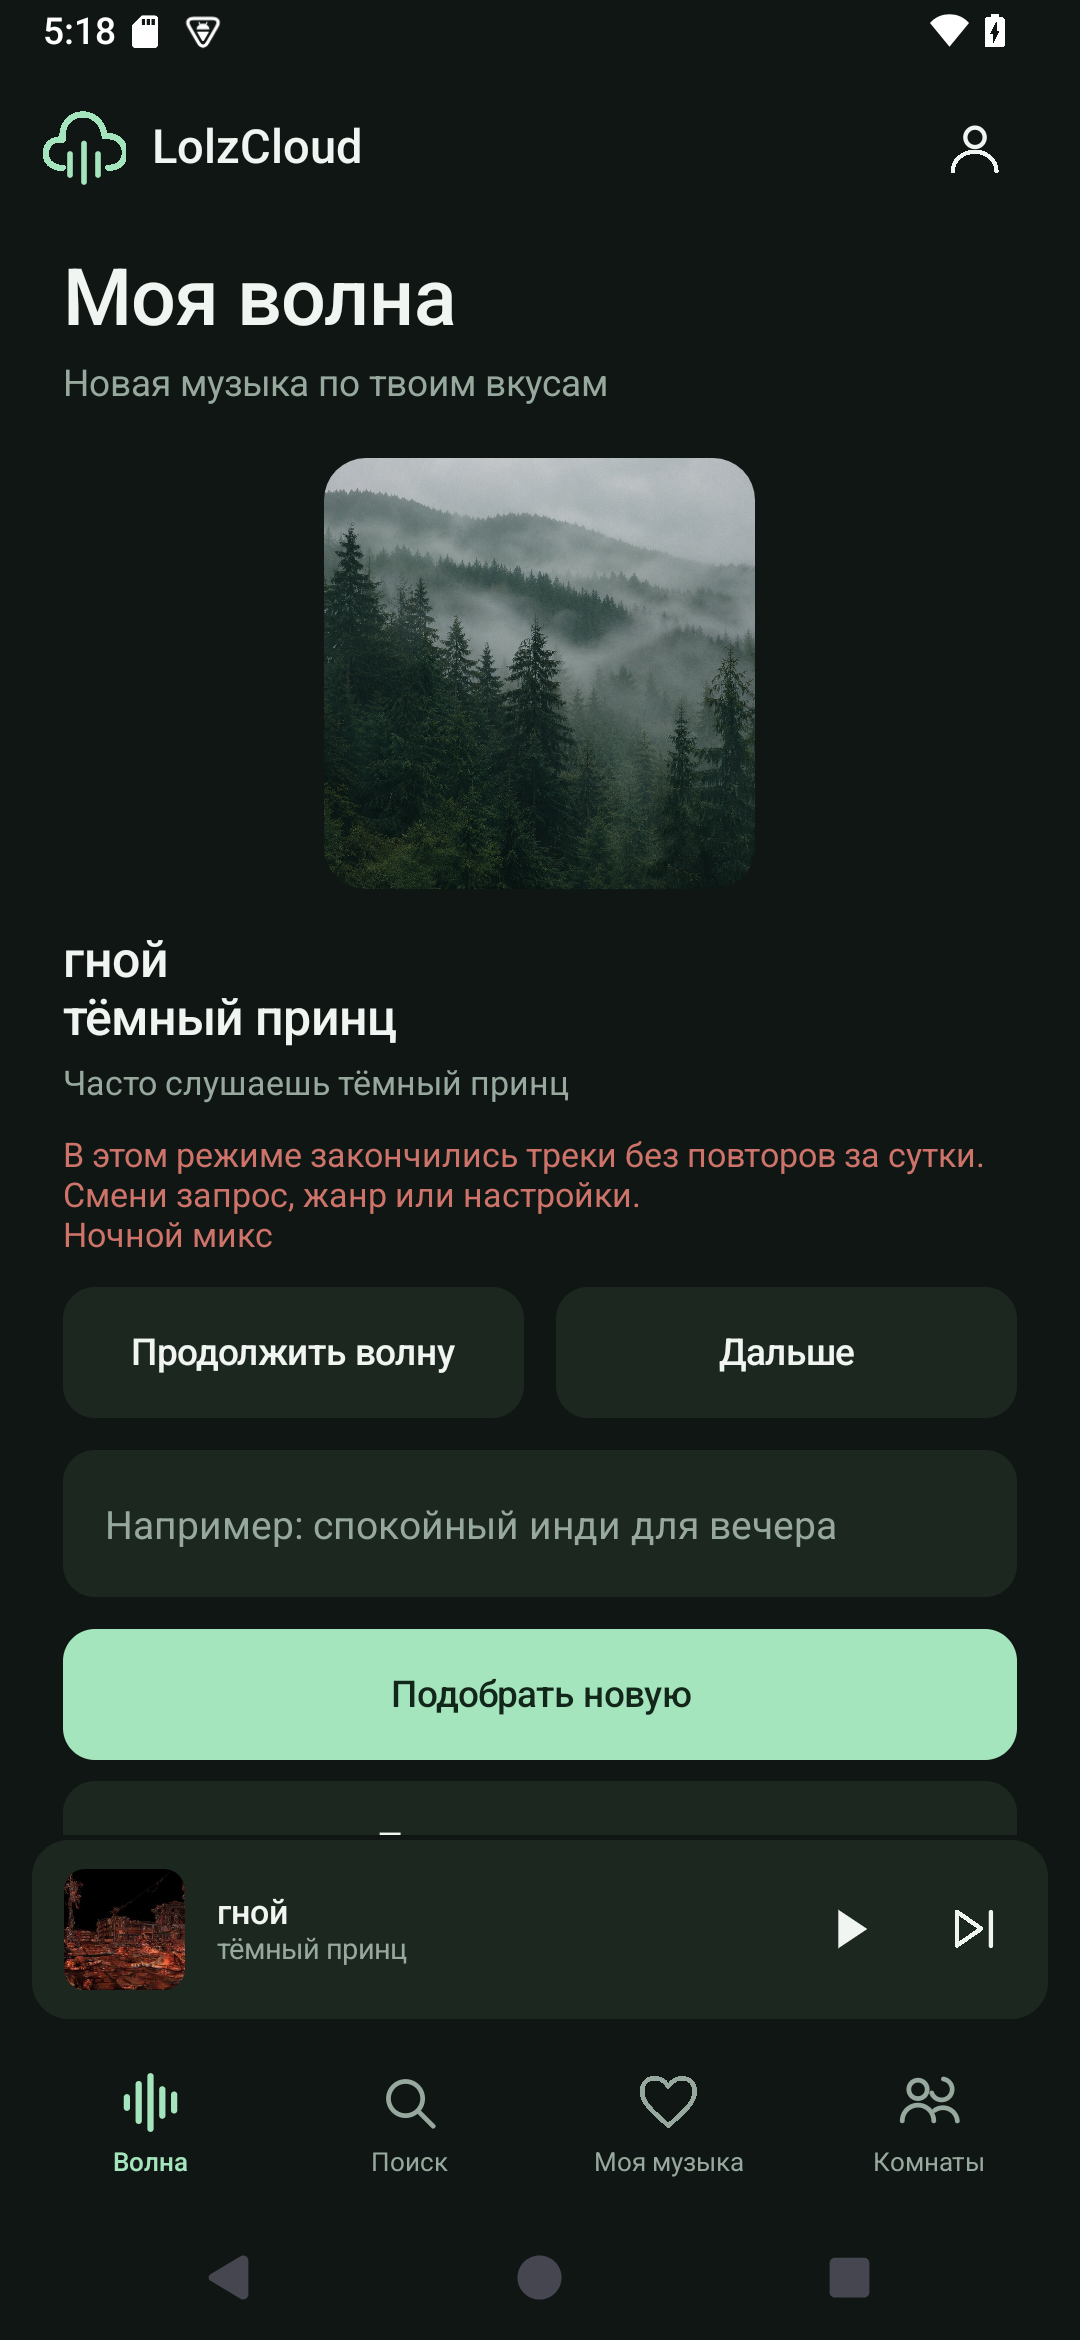 5:18
LolzCloud
Моя волна
Новая музыка по твоим вкусам
гной
тёмный принц
Часто слушаешь тёмный принц
В этом режиме закончились треки без повторов за сутки.
Смени запрос, жанр или настройки.
Ночной микс
Продолжить волну
Дальше
Например: спокойный инди для вечера
Подобрать новую
гной
тёмный принц
Волна
Поиск
Моя музыка
Комнаты